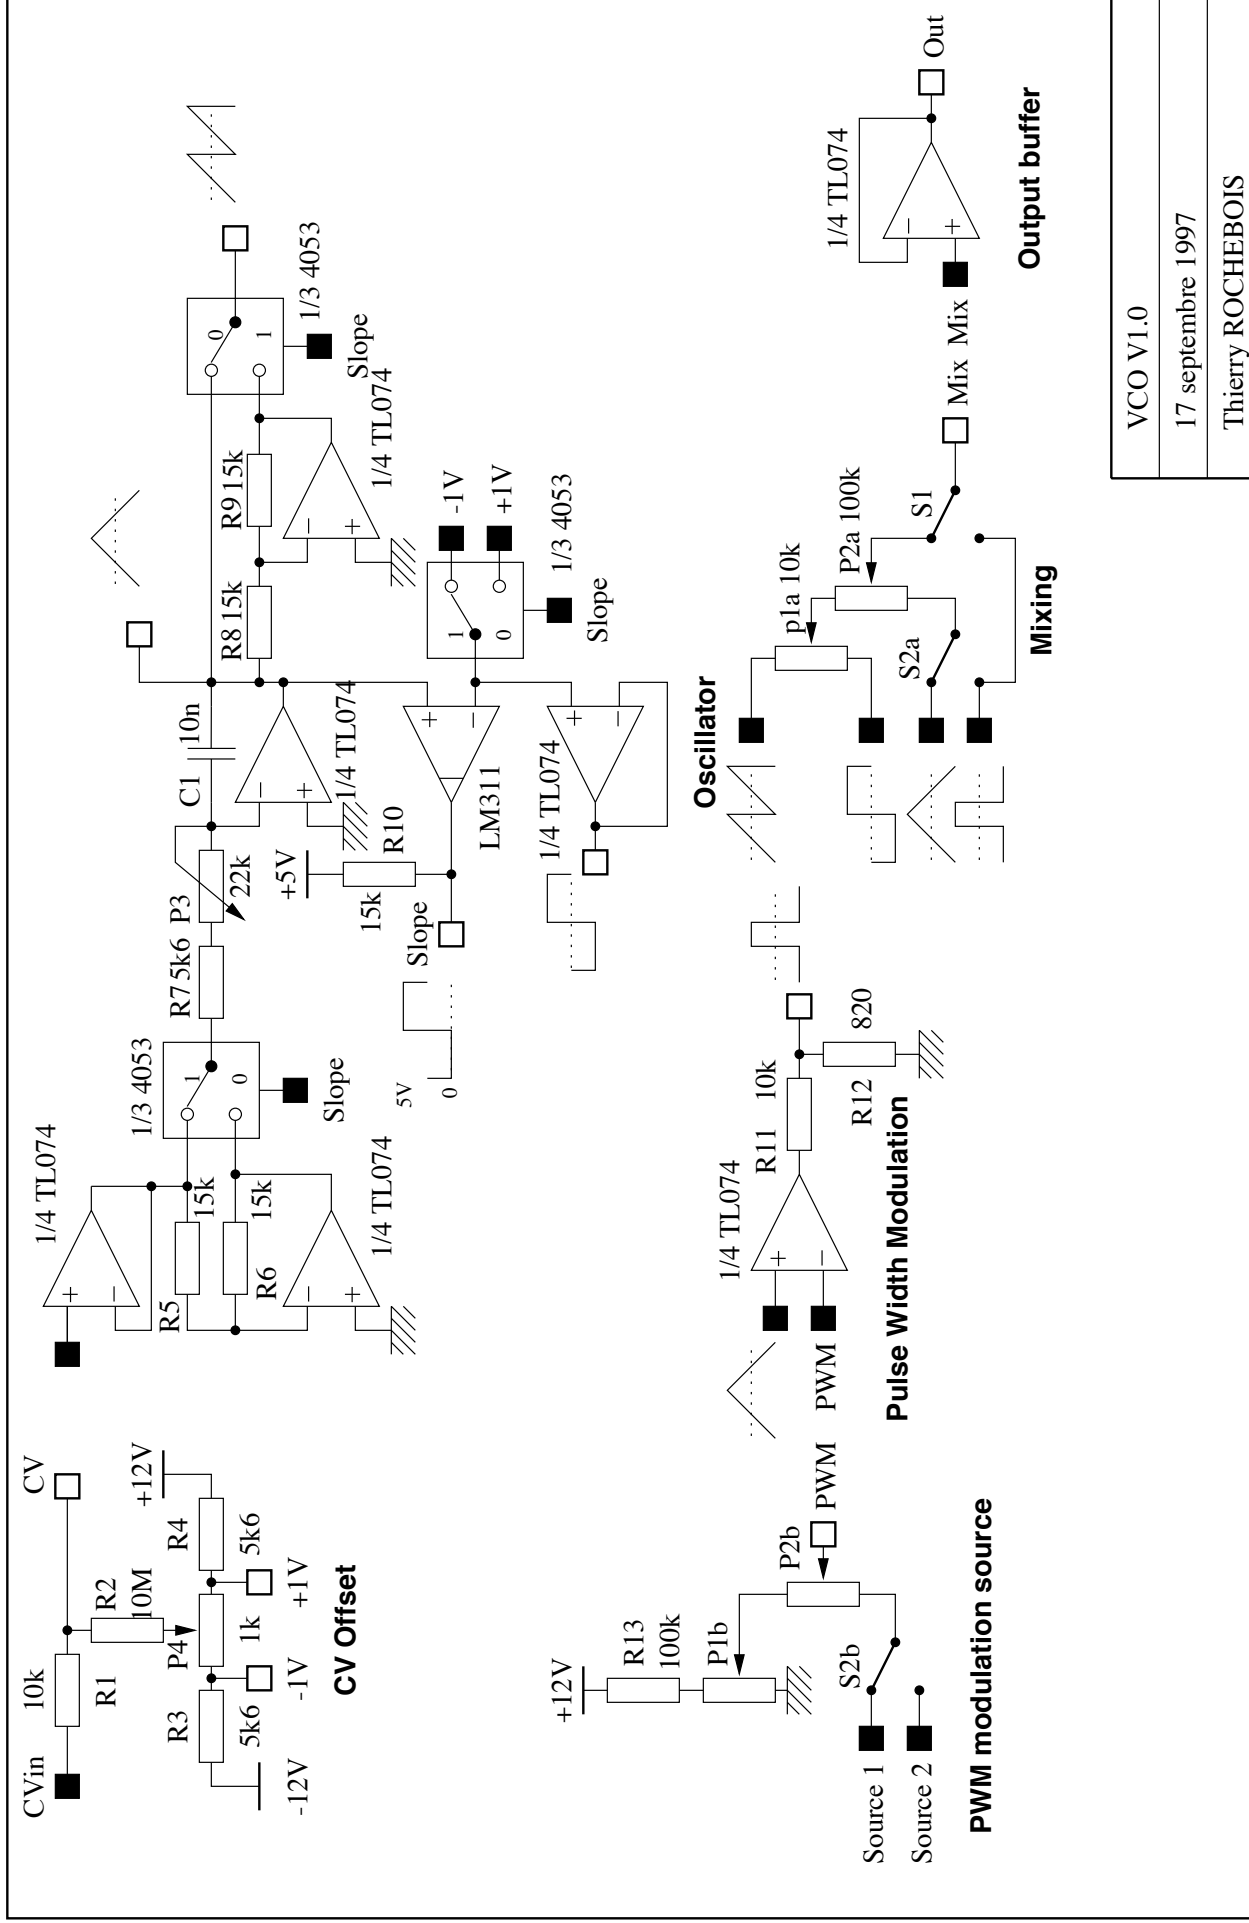 CVin
10k
R1
CV
R2
10M
P4
+12V
R4
5k6
1k
+1V
-1V
R3
5k6
-12V
CV Offset
1/4 TL074
+
−
R5
15k
15k
R6
−
+
1/4 TL074
1/3 4053
1
0
Slope
R7 5k6
P3
22k
C1
10n
−
+
1/4 TL074
R8 15k
R9 15k
−
+
1/4 TL074
0
1
1/3 4053
Slope
+5V
15k
R10
Slope
5V
0
+
−
LM311
1
0
-1V
+1V
1/3 4053
Slope
1/4 TL074
+
−
Oscillator
+12V
R13
100k
P1b
P2b
PWM
S2b
Source 1
Source 2
PWM modulation source
1/4 TL074
+
−
PWM
R11
10k
R12
820
Pulse Width Modulation
p1a 10k
P2a 100k
S2a
S1
Mix
Mixing
Mix
1/4 TL074
−
+
Out
Output buffer
VCO V1.0
17 septembre 1997
Thierry ROCHEBOIS